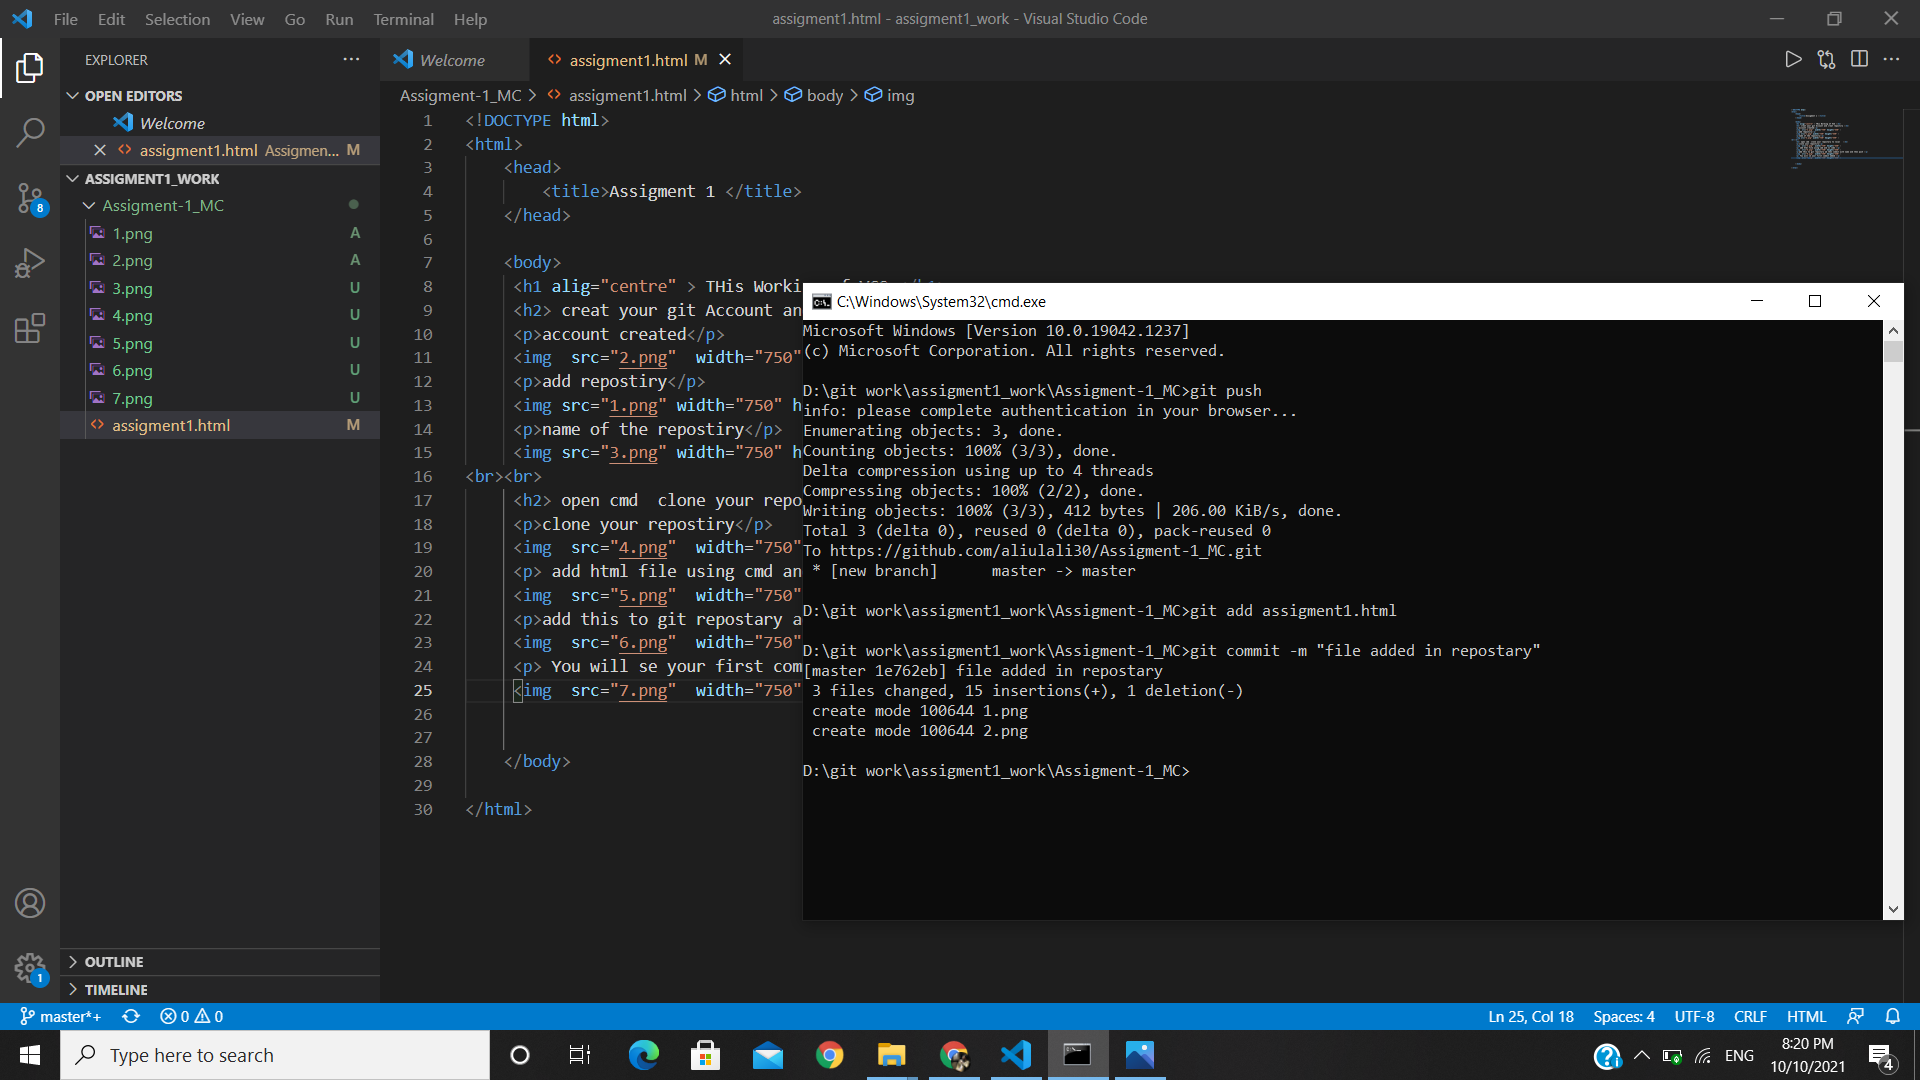 File Edit Selection View Go Run Terminal Help
assigment1.html - assigment1_work - Visual Studio Code
EXPLORER
OPEN EDITORS
Welcome
assigment1.html Assigmen... M
ASSIGMENT1_WORK
Assigment-1_MC
1.png A
2.png A
3.png U
4.png U
5.png U
6.png U
7.png U
assigment1.html M
OUTLINE
TIMELINE
8
1
Welcome
assigment1.html M
Assigment-1_MC > assigment1.html > html > body > img
1 <!DOCTYPE html>
2 <html>
3 <head>
4 <title>Assigment 1 </title>
5 </head>
6
7 <body>
8 <h1 alig="centre" > THis Workin
9 <h2> creat your git Account an
10 <p>account created</p>
11 <img src="2.png" width="750"
12 <p>add repostiry</p>
13 <img src="1.png" width="750" h
14 <p>name of the repostiry</p>
15 <img src="3.png" width="750" h
16 <br><br>
17 <h2> open cmd clone your repo
18 <p>clone your repostiry</p>
19 <img src="4.png" width="750"
20 <p> add html file using cmd an
21 <img src="5.png" width="750"
22 <p>add this to git repostary a
23 <img src="6.png" width="750"
24 <p> You will se your first com
25 <img src="7.png" width="750"
26
27
28 </body>
29
30 </html>
C:\Windows\System32\cmd.exe
Microsoft Windows [Version 10.0.19042.1237]
(c) Microsoft Corporation. All rights reserved.
D:\git work\assigment1_work\Assigment-1_MC>git push
info: please complete authentication in your browser...
Enumerating objects: 3, done.
Counting objects: 100% (3/3), done.
Delta compression using up to 4 threads
Compressing objects: 100% (2/2), done.
Writing objects: 100% (3/3), 412 bytes | 206.00 KiB/s, done.
Total 3 (delta 0), reused 0 (delta 0), pack-reused 0
To https://github.com/aliulali30/Assigment-1_MC.git
* [new branch] master -> master
D:\git work\assigment1_work\Assigment-1_MC>git add assigment1.html
D:\git work\assigment1_work\Assigment-1_MC>git commit -m "file added in repostary"
[master 1e762eb] file added in repostary
3 files changed, 15 insertions(+), 1 deletion(-)
create mode 100644 1.png
create mode 100644 2.png
D:\git work\assigment1_work\Assigment-1_MC>
master*+ 0 0
Ln 25, Col 18 Spaces: 4 UTF-8 CRLF HTML
Type here to search
ENG
8:20 PM
10/10/2021
4